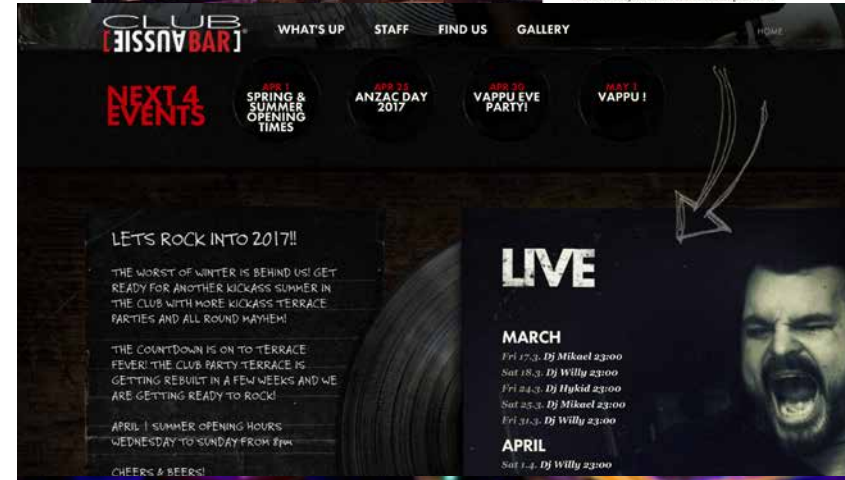 CLUB
[AUSSIEBAR]
WHAT'S UP
STAFF
FIND US
GALLERY
HOME
NEXT 4
EVENTS
APR 1
SPRING &
SUMMER
OPENING
TIMES
APR 25
ANZAC DAY
2017
APR 30
VAPPU EVE
PARTY!
MAY 1
VAPPU !
LETS ROCK INTO 2017!!
THE WORST OF WINTER IS BEHIND US! GET
READY FOR ANOTHER KICKASS SUMMER IN
THE CLUB WITH MORE KICKASS TERRACE
PARTIES AND ALL ROUND MAYHEM!
THE COUNTDOWN IS ON TO TERRACE
FEVER! THE CLUB PARTY TERRACE IS
GETTING REBUILT IN A FEW WEEKS AND WE
ARE GETTING READY TO ROCK!
APRIL 1 SUMMER OPENING HOURS
WEDNESDAY TO SUNDAY FROM 8pm
CHEERS & BEERS!
LIVE
MARCH
Fri 17.3. Dj Mikael 23:00
Sat 18.3. Dj Willy 23:00
Fri 24.3. Dj Hykid 23:00
Sat 25.3. Dj Mikael 23:00
Fri 31.3. Dj Willy 23:00
APRIL
Sat 1.4. Dj Willy 23:00